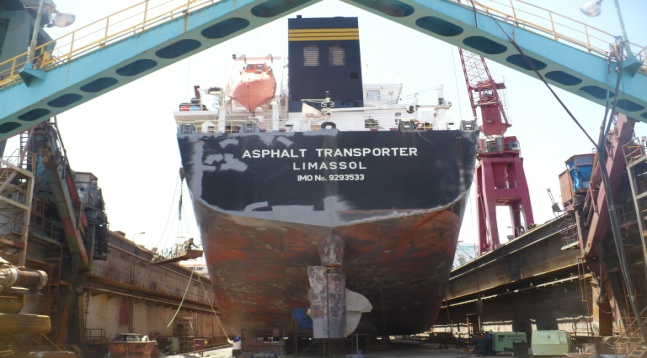 ASPHALT TRANSPORTER
LIMASSOL
IMO No. 9293533